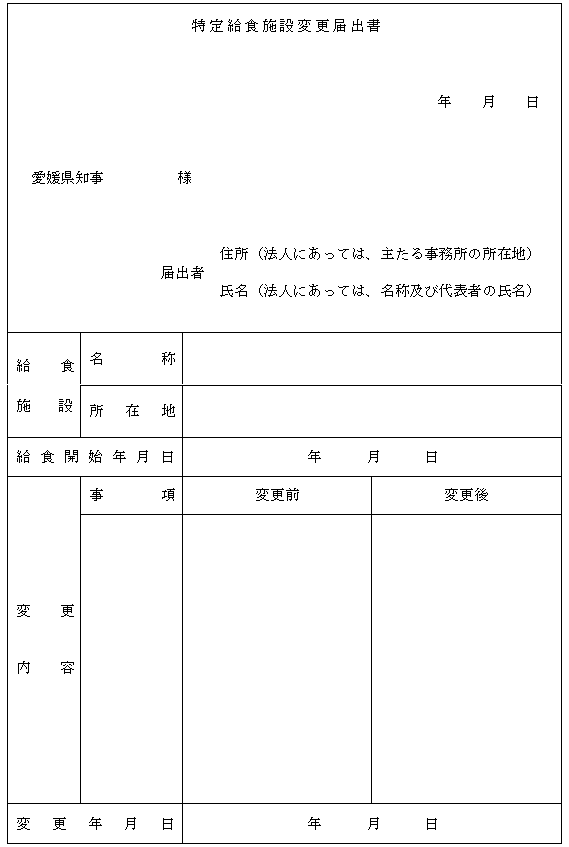 特定給食施設変更届出書
年　月　日
愛媛県知事　様
住所（法人にあっては、主たる事務所の所在地）
届出者
氏名（法人にあっては、名称及び代表者の氏名）
給食 名称
施設 所在地
給食開始年月日 年　月　日
事項 変更前 変更後
変更
内容
変更年月日 年　月　日